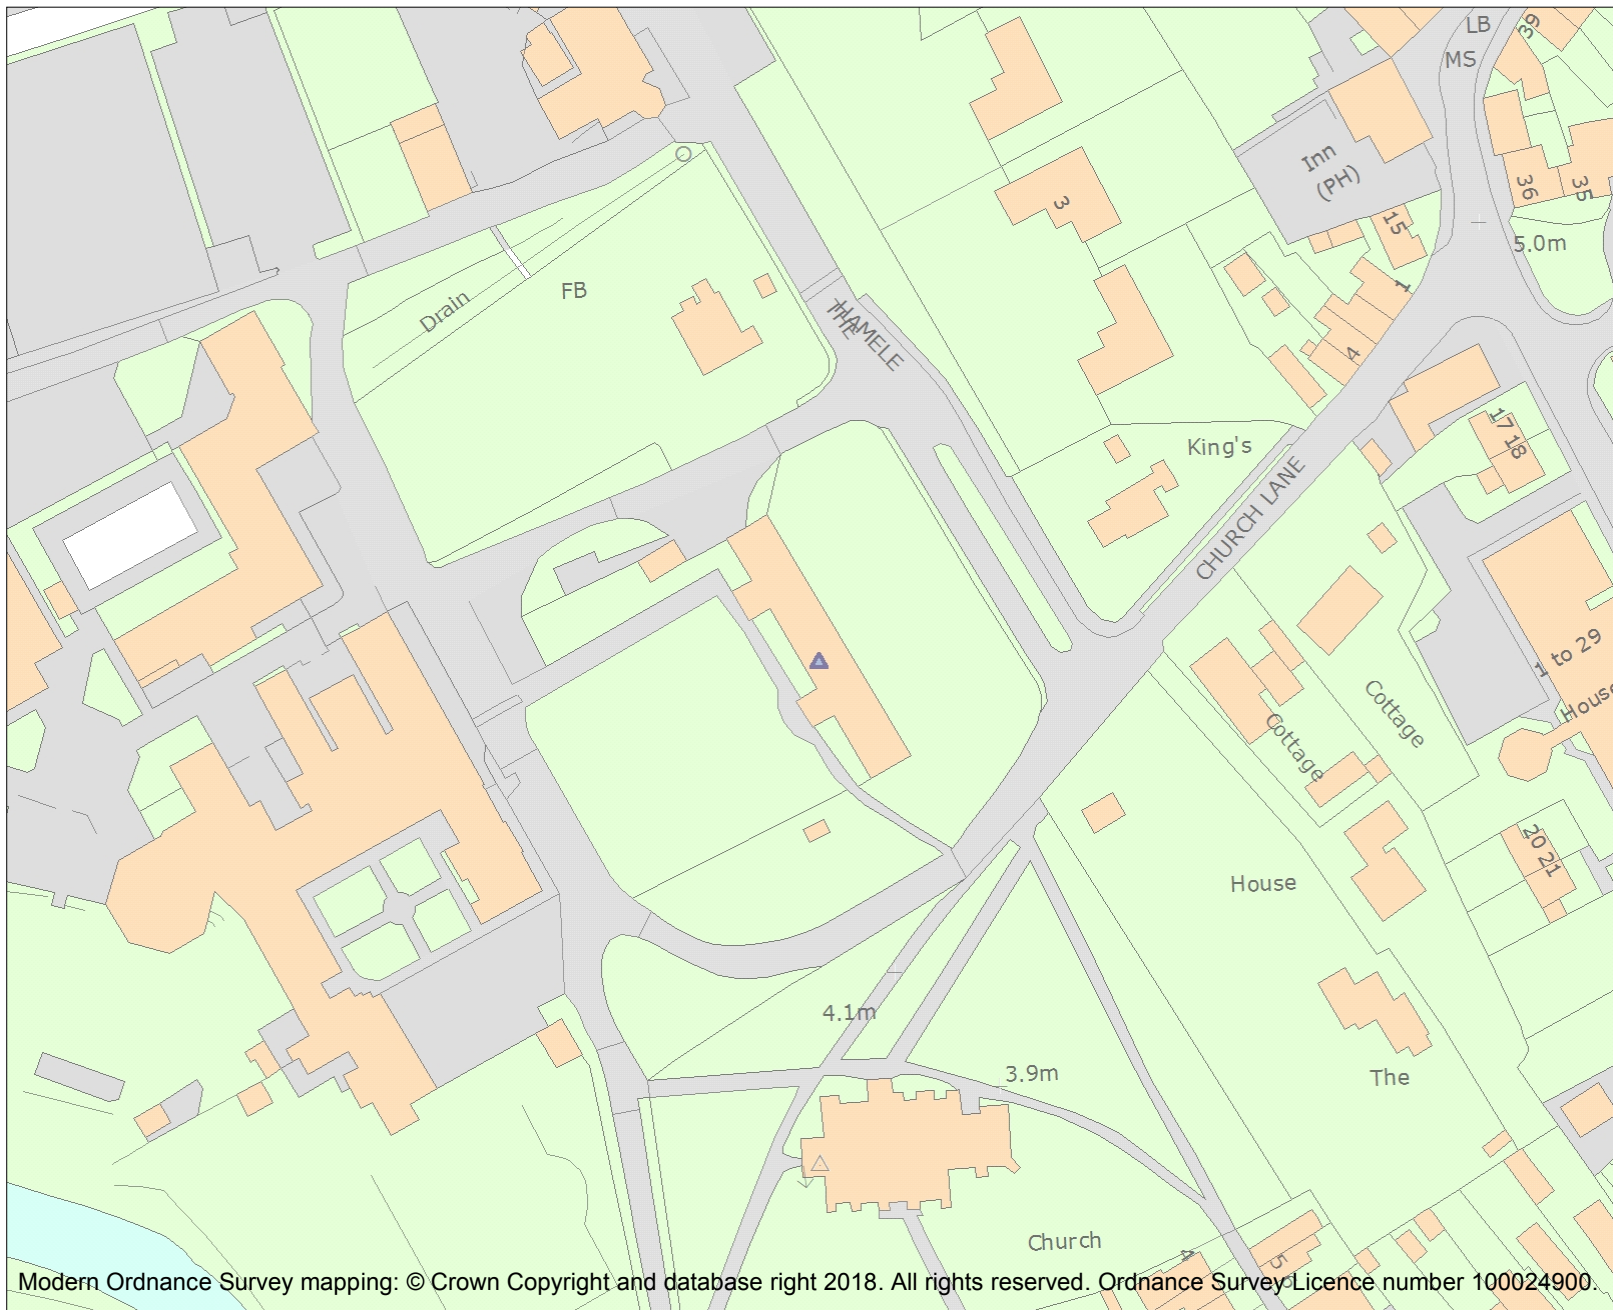 LB
39
MS
Inn
(PH)
36
35
3
15
5.0m
FB
1
Drain
THE
HAMELE
4
17 18
King's
CHURCH LANE
1 to 29
House
Cottage
Cottage
20 21
House
4.1m
3.9m
The
Church
4
5
Modern Ordnance Survey mapping: © Crown Copyright and database right 2018. All rights reserved. Ordnance Survey Licence number 100024900.